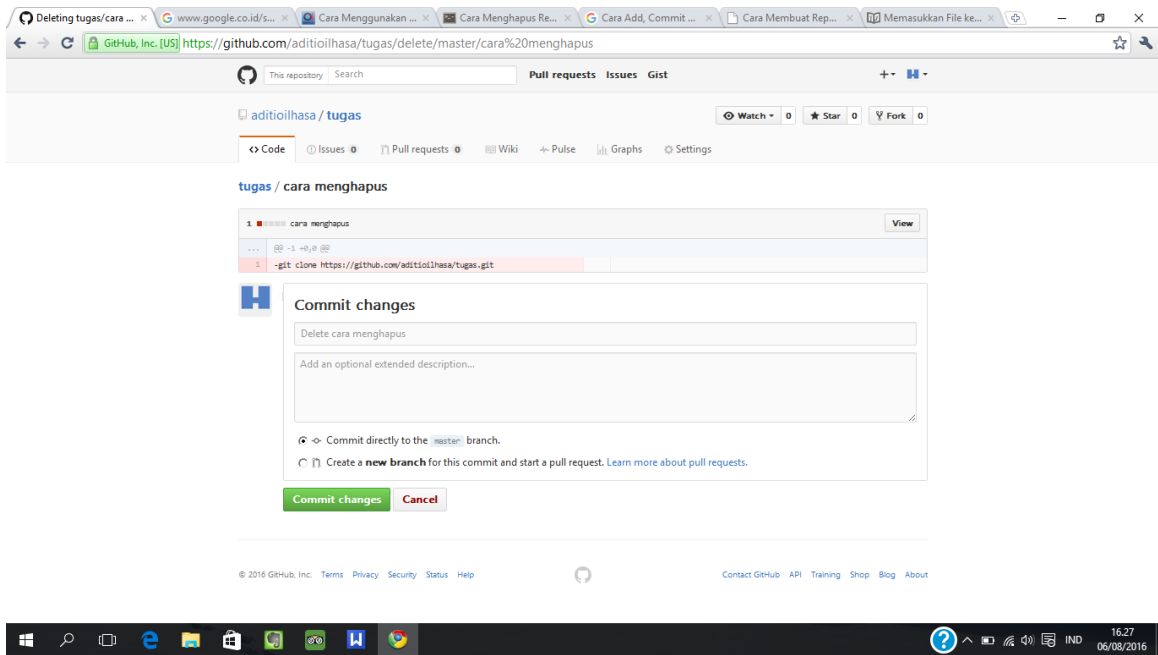 Deleting tugas/cara ...
www.google.co.id/s...
Cara Menggunakan ...
Cara Menghapus Re...
Cara Add, Commit ...
Cara Membuat Rep...
Memasukkan File ke...
GitHub, Inc. [US] https://github.com/aditioilhasa/tugas/delete/master/cara%20menghapus
This repository Search Pull requests Issues Gist
aditioilhasa / tugas Watch 0 Star 0 Fork 0
Code Issues 0 Pull requests 0 Wiki Pulse Graphs Settings
tugas / cara menghapus
1 cara menghapus View
... @@ -1 +0,0 @@
1 -git clone https://github.com/aditioilhasa/tugas.git
Commit changes
Delete cara menghapus
Add an optional extended description...
Commit directly to the master branch.
Create a new branch for this commit and start a pull request. Learn more about pull requests.
Commit changes Cancel
© 2016 GitHub, Inc. Terms Privacy Security Status Help Contact GitHub API Training Shop Blog About
IND 16.27
06/08/2016